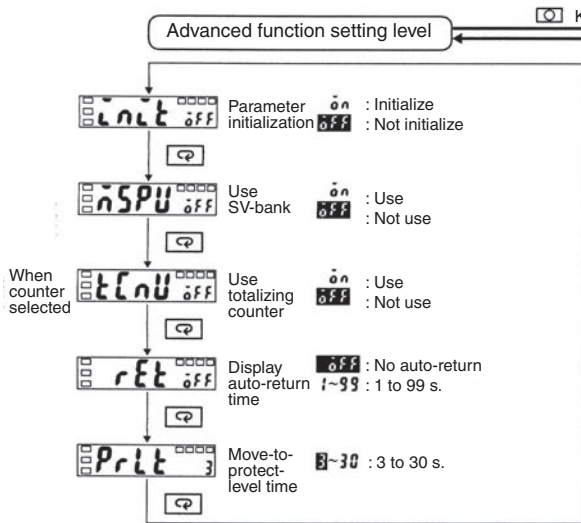 K
Advanced function setting level
init oFF
Parameter initialization
on : Initialize
oFF : Not initialize
nSPU oFF
Use SV-bank
on : Use
oFF : Not use
When counter selected
tCnU oFF
Use totalizing counter
on : Use
oFF : Not use
rEt oFF
Display auto-return time
oFF : No auto-return
1~99 : 1 to 99 s.
PrLt 3
Move-to-protect-level time
3~30 : 3 to 30 s.